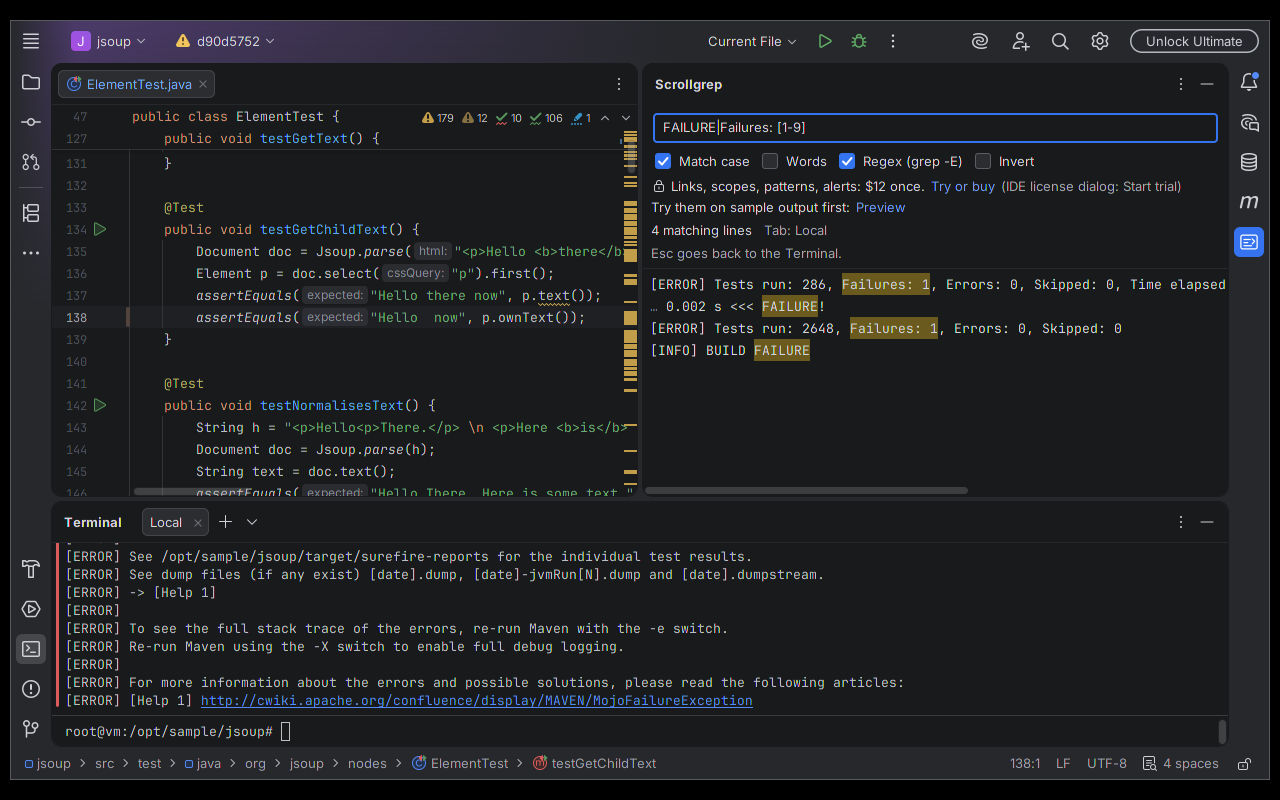 J jsoup d90d5752 Current File Unlock Ultimate
ElementTest.java
47 public class ElementTest { 179 12 10 106 1
127 public void testGetText() {
131 }
132
133 @Test
134 public void testGetChildText() {
135 Document doc = Jsoup.parse( html: "<p>Hello <b>there</b>
136 Element p = doc.select( cssQuery: "p").first();
137 assertEquals( expected: "Hello there now", p.text());
138 assertEquals( expected: "Hello  now", p.ownText());
139 }
140
141 @Test
142 public void testNormalisesText() {
143 String h = "<p>Hello<p>There.</p> \n <p>Here <b>is</b>
144 Document doc = Jsoup.parse(h);
145 String text = doc.text();
146 assertEquals( expected: "Hello There. Here is some text."
Scrollgrep
FAILURE|Failures: [1-9]
Match case Words Regex (grep -E) Invert
Links, scopes, patterns, alerts: $12 once. Try or buy (IDE license dialog: Start trial)
Try them on sample output first: Preview
4 matching lines Tab: Local
Esc goes back to the Terminal.
[ERROR] Tests run: 286, Failures: 1, Errors: 0, Skipped: 0, Time elapsed
… 0.002 s <<< FAILURE!
[ERROR] Tests run: 2648, Failures: 1, Errors: 0, Skipped: 0
[INFO] BUILD FAILURE
Terminal Local
[ERROR] See /opt/sample/jsoup/target/surefire-reports for the individual test results.
[ERROR] See dump files (if any exist) [date].dump, [date]-jvmRun[N].dump and [date].dumpstream.
[ERROR] -> [Help 1]
[ERROR]
[ERROR] To see the full stack trace of the errors, re-run Maven with the -e switch.
[ERROR] Re-run Maven using the -X switch to enable full debug logging.
[ERROR]
[ERROR] For more information about the errors and possible solutions, please read the following articles:
[ERROR] [Help 1] http://cwiki.apache.org/confluence/display/MAVEN/MojoFailureException
root@vm:/opt/sample/jsoup#
jsoup > src > test > java > org > jsoup > nodes > ElementTest > testGetChildText 138:1 LF UTF-8 4 spaces